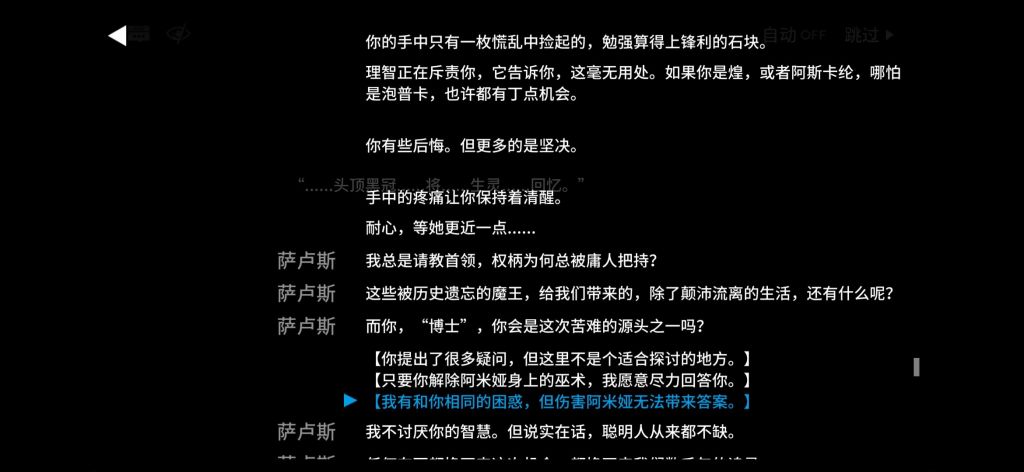 自动 OFF 跳过
你的手中只有一枚慌乱中捡起的，勉强算得上锋利的石块。
理智正在斥责你，它告诉你，这毫无用处。如果你是煌，或者阿斯卡纶，哪怕
是泡普卡，也许都有丁点机会。
你有些后悔。但更多的是坚决。
“......头顶黑冠......将......生灵......回忆。”
手中的疼痛让你保持着清醒。
耐心，等她更近一点......
萨卢斯 我总是请教首领，权柄为何总被庸人把持？
萨卢斯 这些被历史遗忘的魔王，给我们带来的，除了颠沛流离的生活，还有什么呢？
萨卢斯 而你，“博士”，你会是这次苦难的源头之一吗？
【你提出了很多疑问，但这里不是个适合探讨的地方。】
【只要你解除阿米娅身上的巫术，我愿意尽力回答你。】
【我有和你相同的困惑，但伤害阿米娅无法带来答案。】
萨卢斯 我不讨厌你的智慧。但说实在话，聪明人从来都不缺。